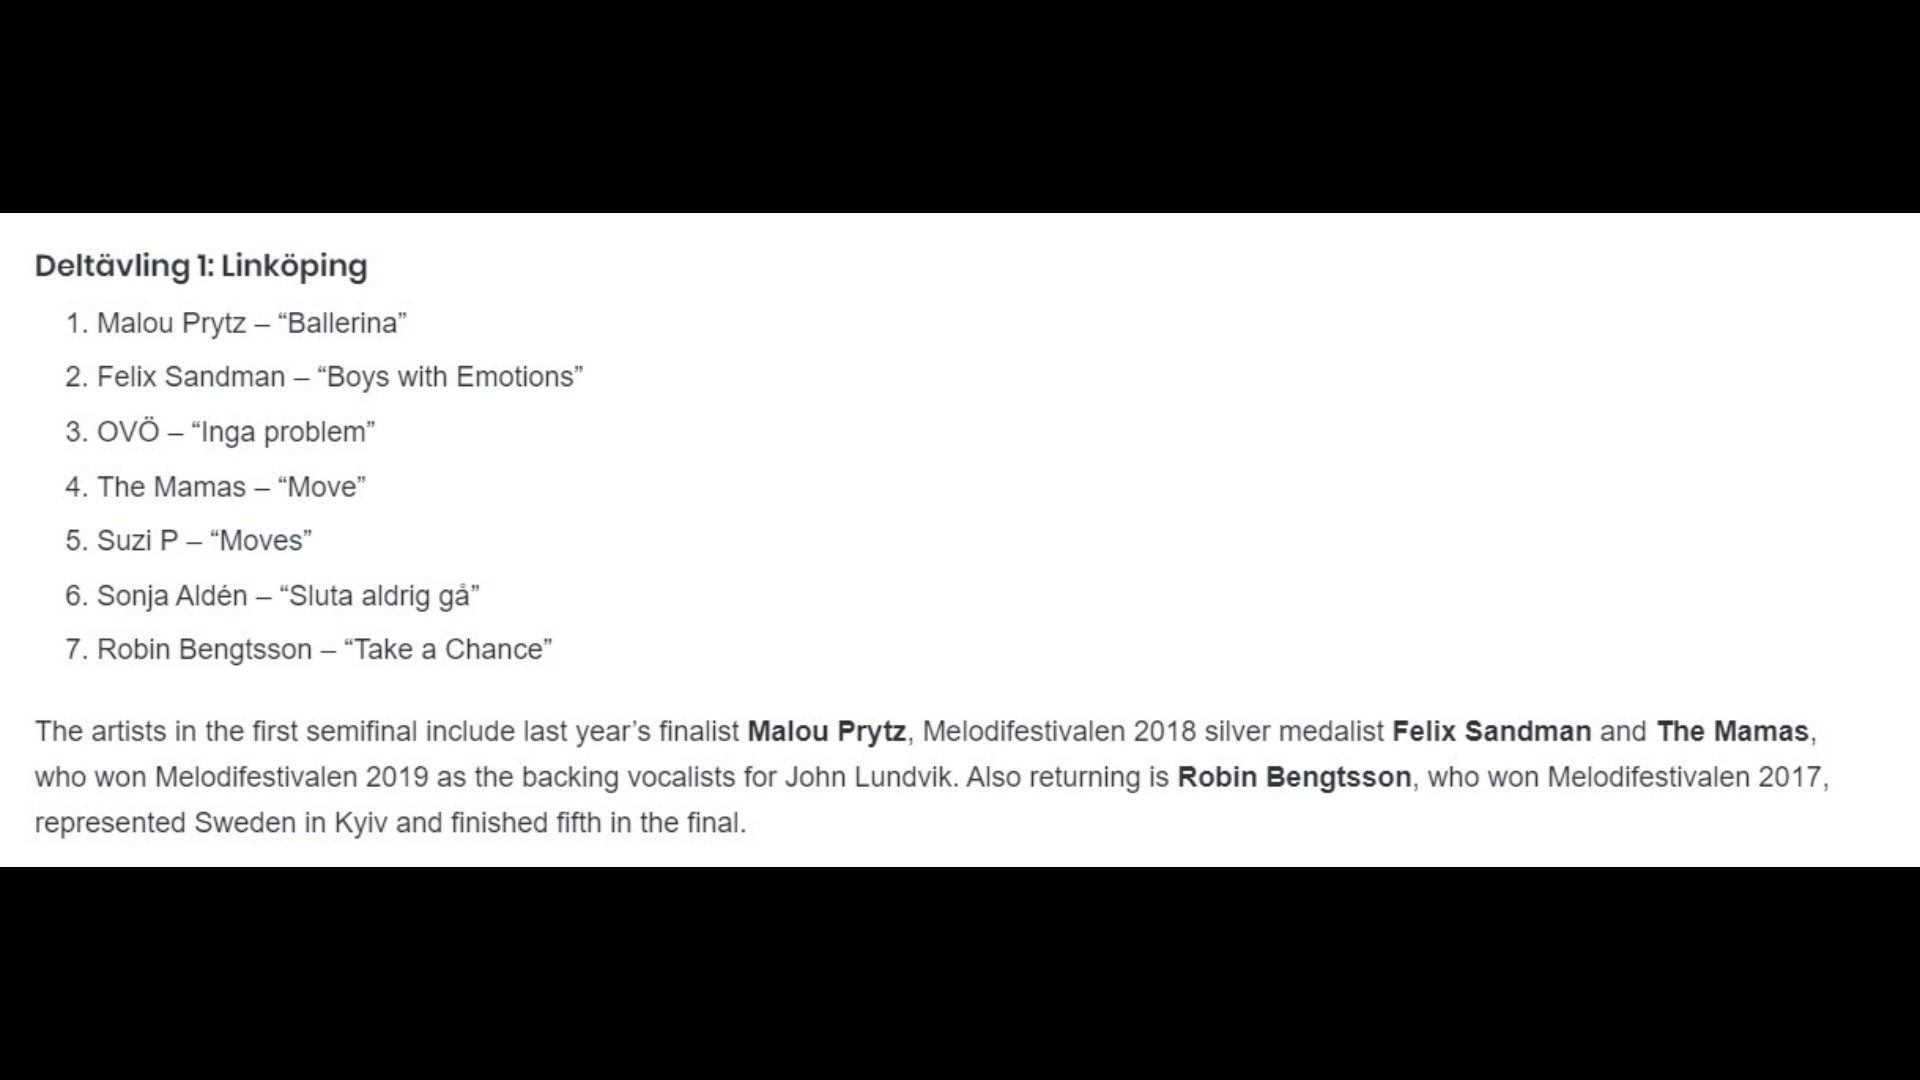 Deltävling 1: Linköping
1. Malou Prytz – “Ballerina”
2. Felix Sandman – “Boys with Emotions”
3. OVÖ – “Inga problem”
4. The Mamas – “Move”
5. Suzi P – “Moves”
6. Sonja Aldén – “Sluta aldrig gå”
7. Robin Bengtsson – “Take a Chance”
The artists in the first semifinal include last year’s finalist Malou Prytz, Melodifestivalen 2018 silver medalist Felix Sandman and The Mamas,
who won Melodifestivalen 2019 as the backing vocalists for John Lundvik. Also returning is Robin Bengtsson, who won Melodifestivalen 2017,
represented Sweden in Kyiv and finished fifth in the final.